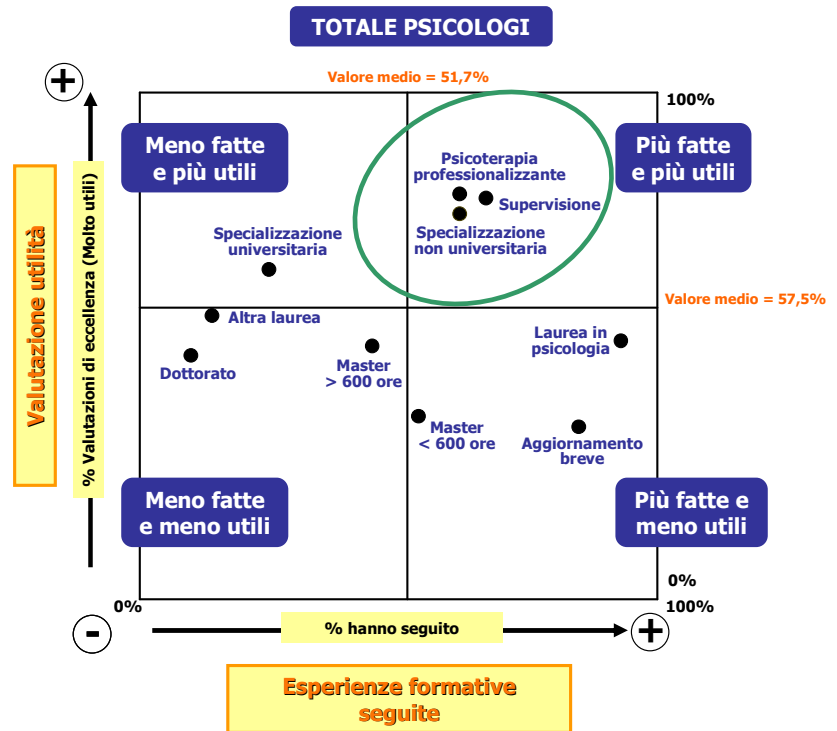 TOTALE PSICOLOGI
Valore medio = 51,7%
+
100%
Meno fatte
e più utili
Più fatte
e più utili
Psicoterapia
professionalizzante
Supervisione
Specializzazione
non universitaria
Specializzazione
universitaria
Valutazione utilità
% Valutazioni di eccellenza (Molto utili)
Valore medio = 57,5%
Altra laurea
Laurea in
psicologia
Dottorato
Master
> 600 ore
Master
< 600 ore
Aggiornamento
breve
Meno fatte
e meno utili
Più fatte e
meno utili
0%
0%
100%
-
% hanno seguito
+
Esperienze formative
seguite